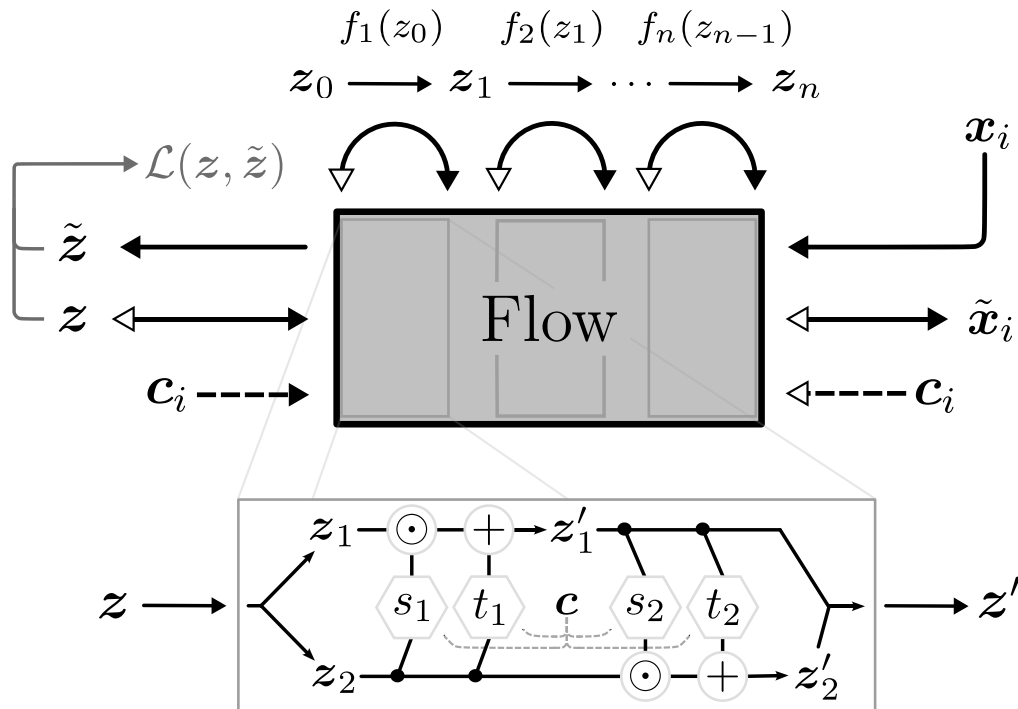 f₁(z₀) f₂(z₁) fₙ(zₙ₋₁)
z₀ z₁ ··· zₙ
xᵢ
ℒ(z, z̃)
z̃
z Flow x̃ᵢ
cᵢ cᵢ
z₁ ⊙ + z′₁
z s₁ t₁ c s₂ t₂ z′
z₂ ⊙ + z′₂